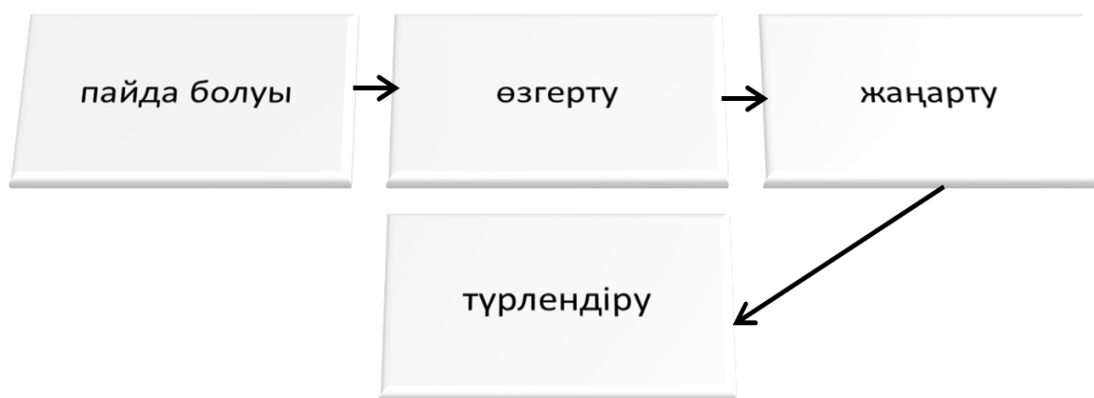 пайда болуы
өзгерту
жаңарту
түрлендіру